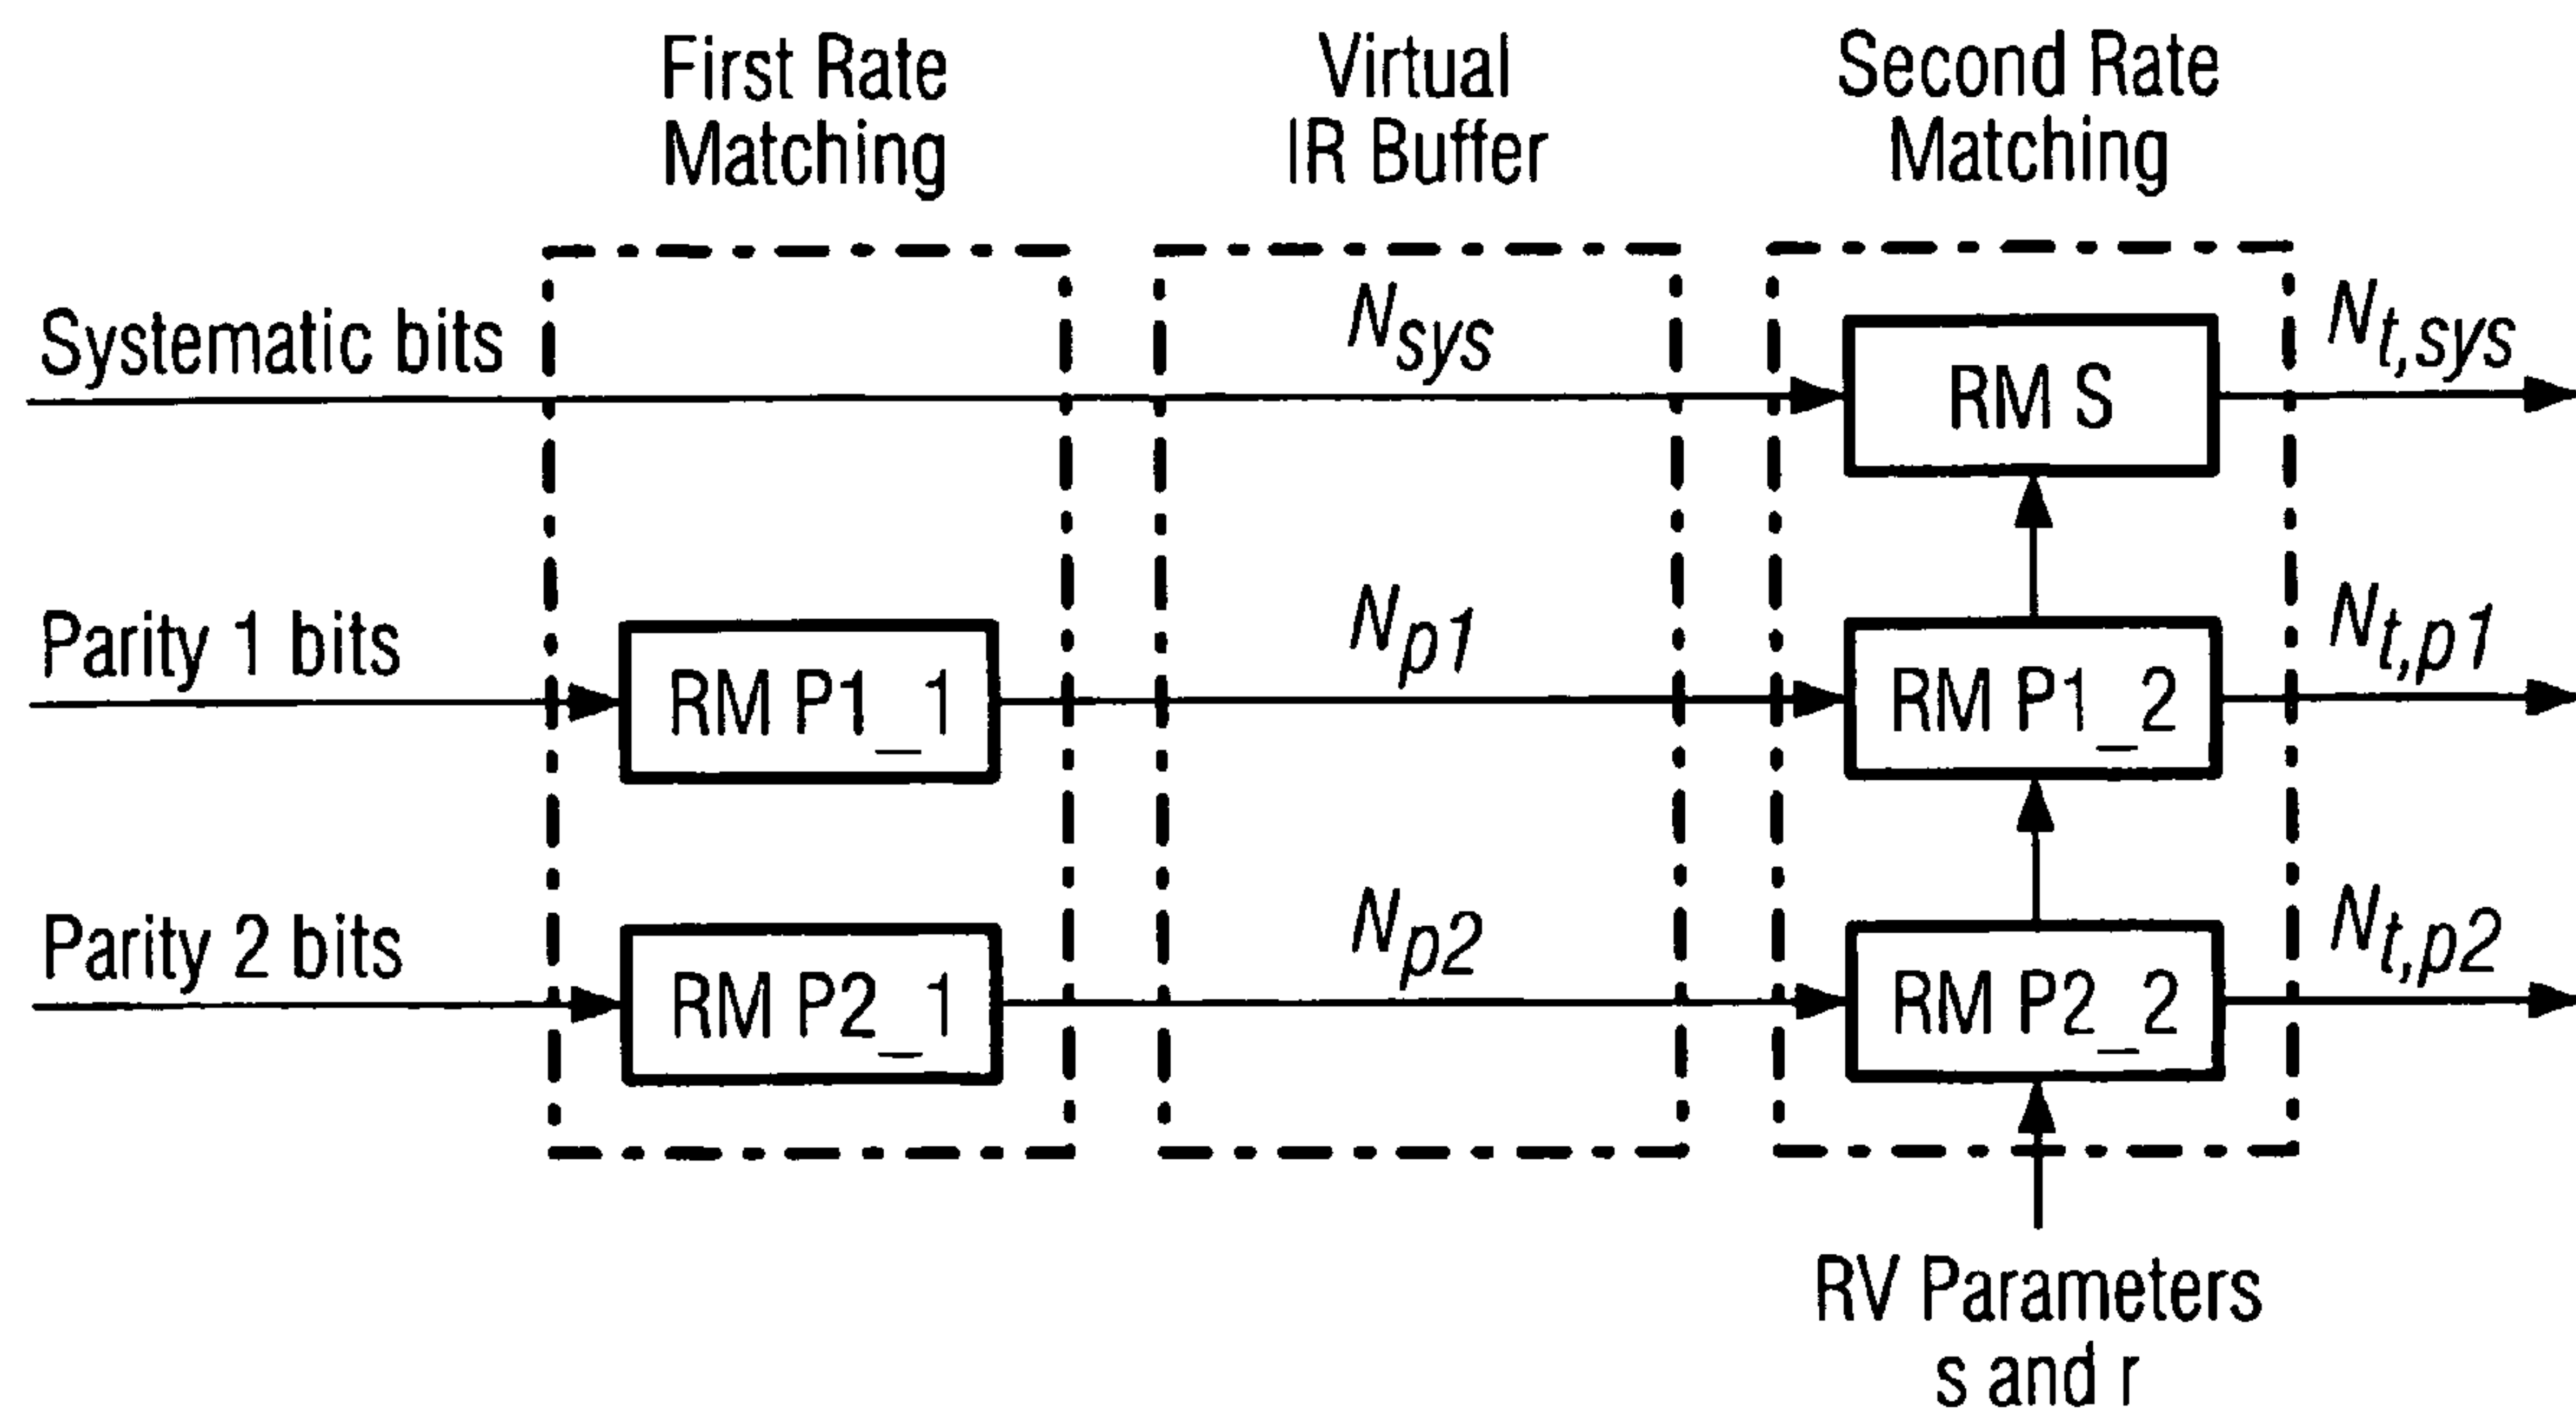 First Rate
Matching
Virtual
IR Buffer
Second Rate
Matching
Systematic bits
N_sys
RM S
N_t,sys
Parity 1 bits
RM P1_1
N_p1
RM P1_2
N_t,p1
Parity 2 bits
RM P2_1
N_p2
RM P2_2
N_t,p2
RV Parameters
s and r